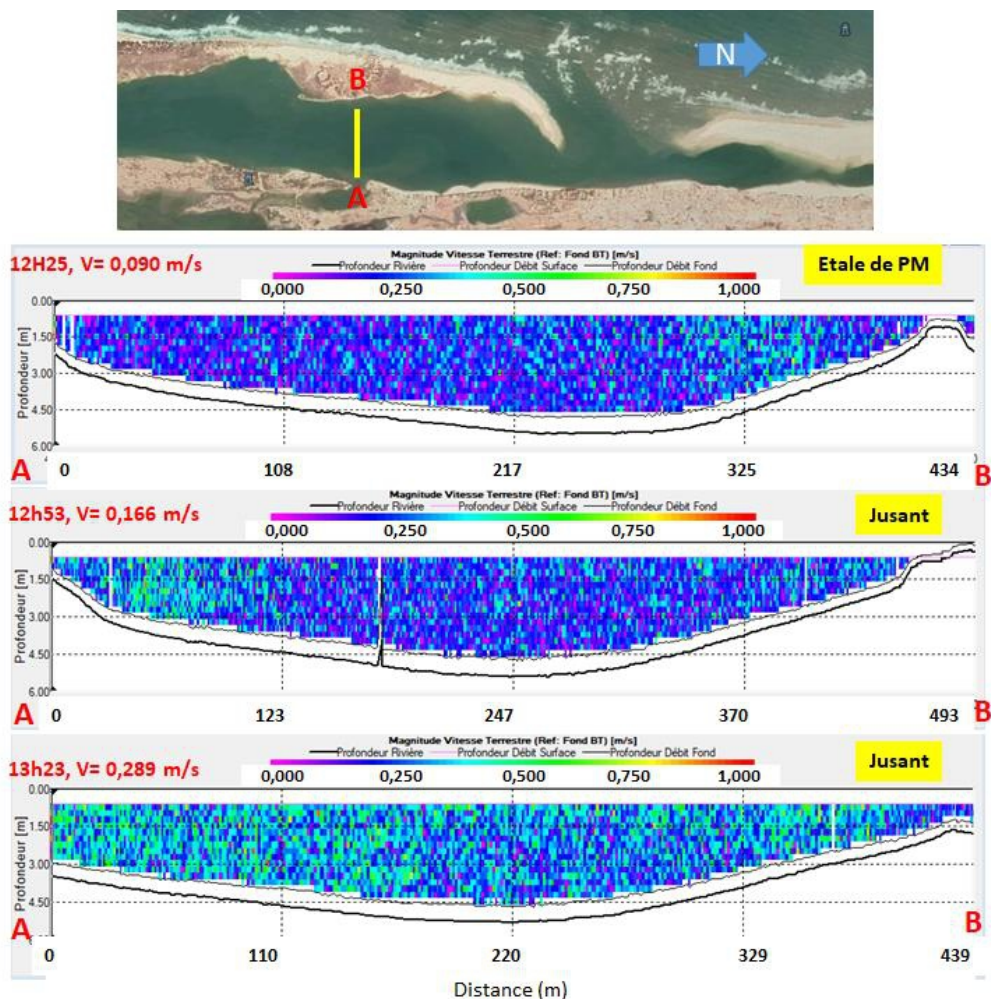 N
B
A
12H25, V= 0,090 m/s
Magnitude Vitesse Terrestre (Ref: Fond BT) [m/s]
Etale de PM
Profondeur Rivière Profondeur Débit Surface Profondeur Débit Fond
0,000 0,250 0,500 0,750 1,000
Profondeur [m]
0.00
1.50
3.00
4.50
6.00
A 0 108 217 325 434 B
12h53, V= 0,166 m/s
Magnitude Vitesse Terrestre (Ref: Fond BT) [m/s]
Jusant
Profondeur Rivière Profondeur Débit Surface Profondeur Débit Fond
0,000 0,250 0,500 0,750 1,000
Profondeur [m]
0.00
1.50
3.00
4.50
6.00
A 0 123 247 370 493 B
13h23, V= 0,289 m/s
Magnitude Vitesse Terrestre (Ref: Fond BT) [m/s]
Jusant
Profondeur Rivière Profondeur Débit Surface Profondeur Débit Fond
0,000 0,250 0,500 0,750 1,000
Profondeur [m]
0.00
1.50
3.00
4.50
A B
0 110 220 329 439
Distance (m)